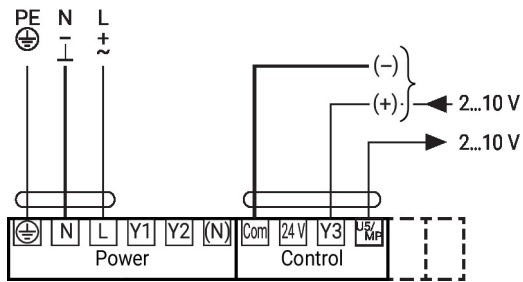 PE N L
– +
~
(–)
(+) 2...10 V
2...10 V
N L Y1 Y2 (N) Com 24 V Y3 U5/
MP
Power Control